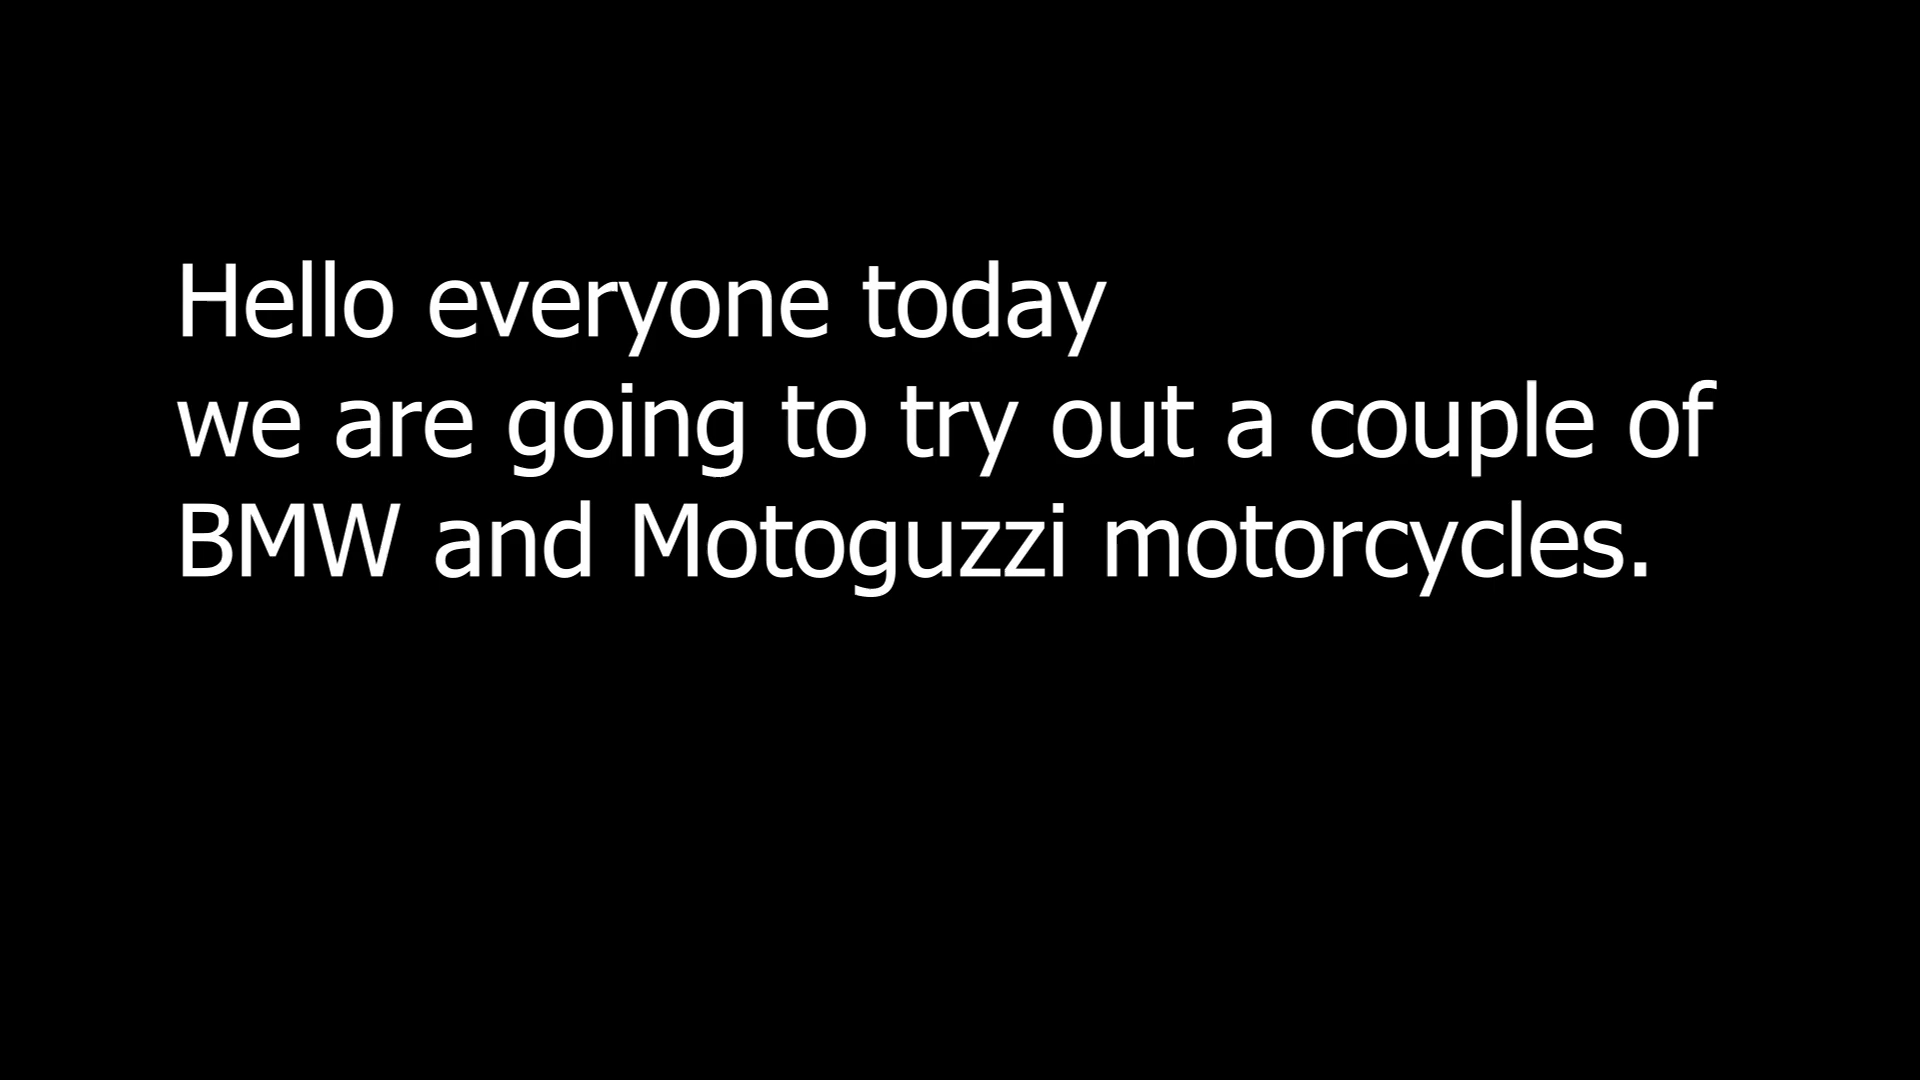 Hello everyone today
we are going to try out a couple of
BMW and Motoguzzi motorcycles.